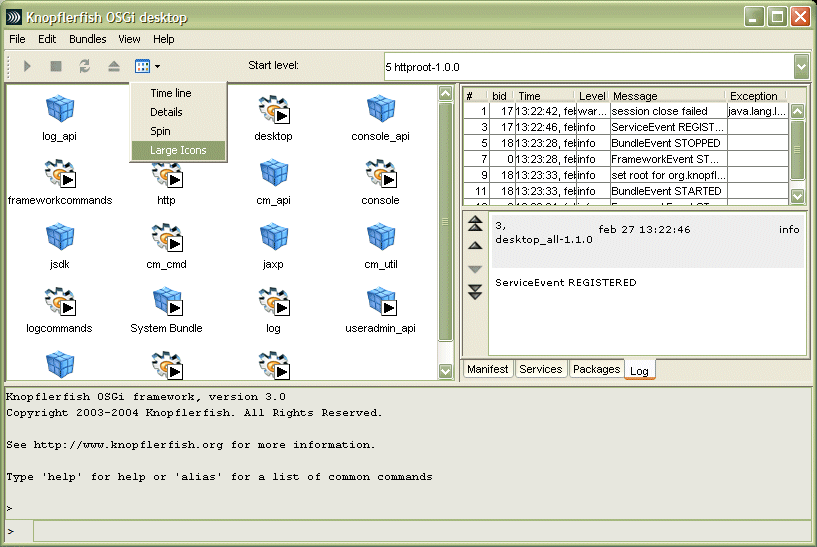 Knopflerfish OSGi desktop
File Edit Bundles View Help
Start level:
5 httproot-1.0.0
Time line
Details
Spin
Large Icons
log_api
desktop
console_api
frameworkcommands
http
cm_api
console
jsdk
cm_cmd
jaxp
cm_util
logcommands
System Bundle
log
useradmin_api
# bid Time Level Message Exception
1 17 13:22:42, feb war... session close failed java.lang.I...
3 17 13:22:46, feb info ServiceEvent REGIST...
5 18 13:23:28, feb info BundleEvent STOPPED
7 0 13:23:28, feb info FrameworkEvent ST...
9 18 13:23:33, feb info set root for org.knopfl...
11 18 13:23:33, feb info BundleEvent STARTED
3, desktop_all-1.1.0 feb 27 13:22:46 info
ServiceEvent REGISTERED
Manifest Services Packages Log
Knopflerfish OSGi framework, version 3.0
Copyright 2003-2004 Knopflerfish. All Rights Reserved.
See http://www.knopflerfish.org for more information.
Type 'help' for help or 'alias' for a list of common commands
>
>